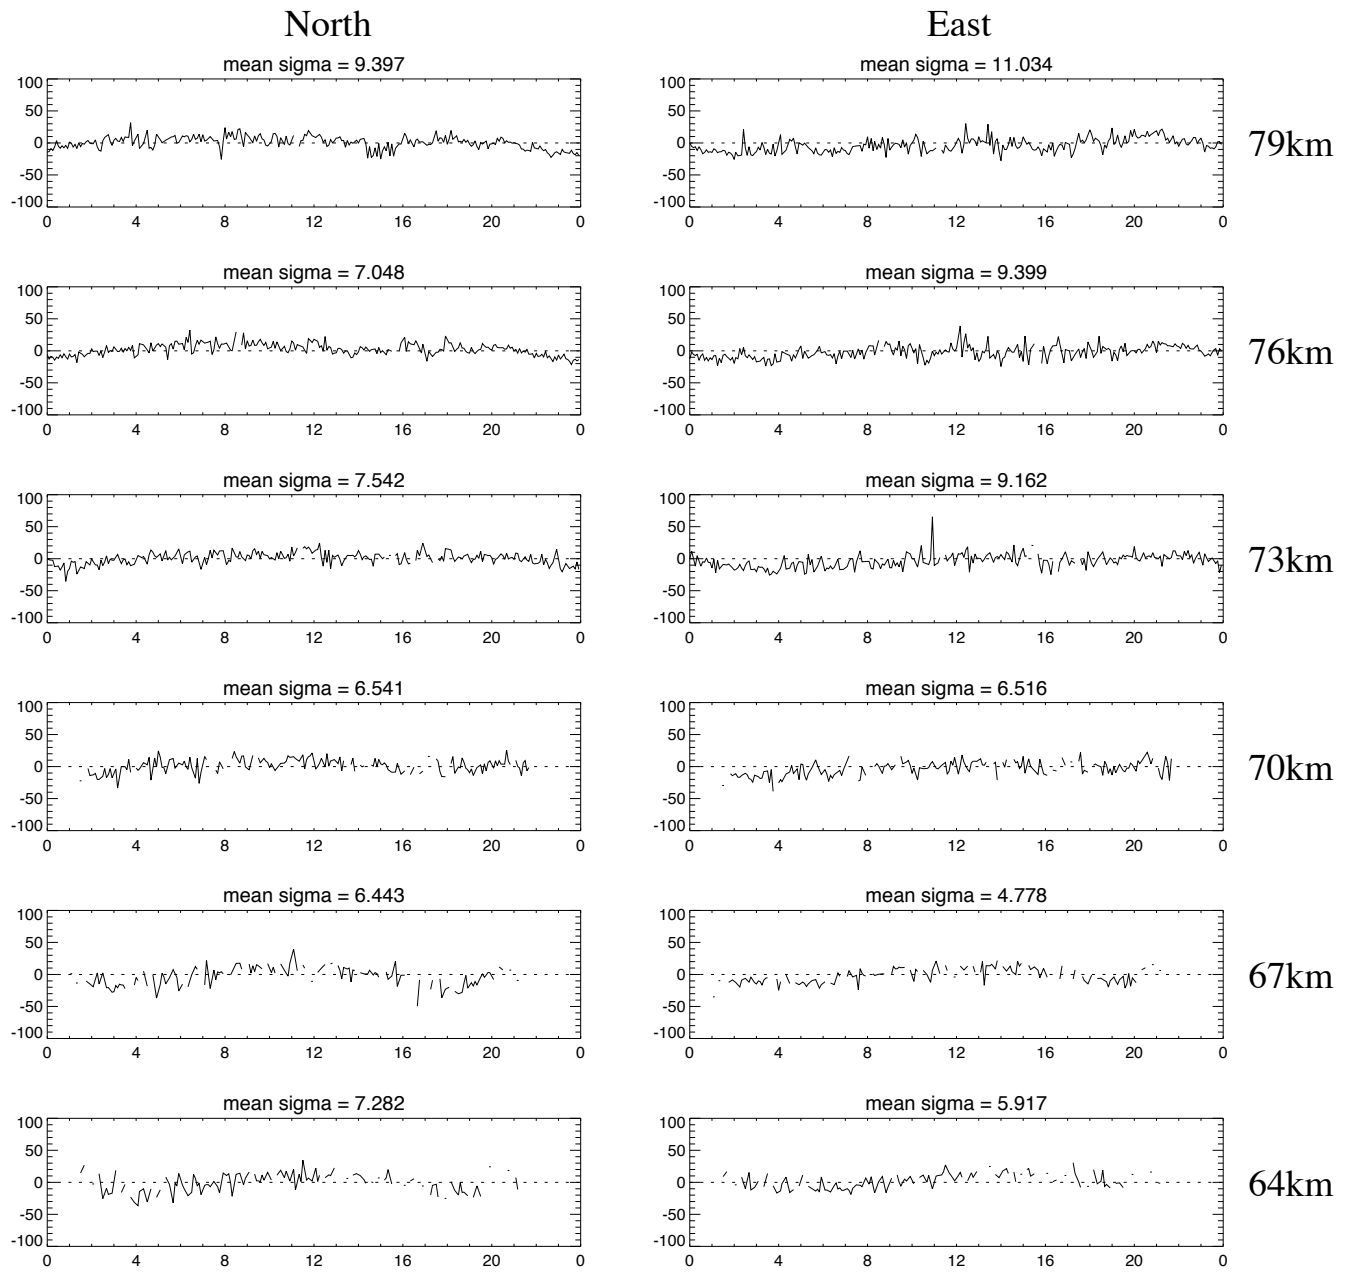 North East
mean sigma = 9.397 mean sigma = 11.034
100 100
50 50
0 0 79km
-50 -50
-100 -100
0 4 8 12 16 20 0 0 4 8 12 16 20 0
mean sigma = 7.048 mean sigma = 9.399
100 100
50 50
0 0 76km
-50 -50
-100 -100
0 4 8 12 16 20 0 0 4 8 12 16 20 0
mean sigma = 7.542 mean sigma = 9.162
100 100
50 50
0 0 73km
-50 -50
-100 -100
0 4 8 12 16 20 0 0 4 8 12 16 20 0
mean sigma = 6.541 mean sigma = 6.516
100 100
50 50
0 0 70km
-50 -50
-100 -100
0 4 8 12 16 20 0 0 4 8 12 16 20 0
mean sigma = 6.443 mean sigma = 4.778
100 100
50 50
0 0 67km
-50 -50
-100 -100
0 4 8 12 16 20 0 0 4 8 12 16 20 0
mean sigma = 7.282 mean sigma = 5.917
100 100
50 50
0 0 64km
-50 -50
-100 -100
0 4 8 12 16 20 0 0 4 8 12 16 20 0